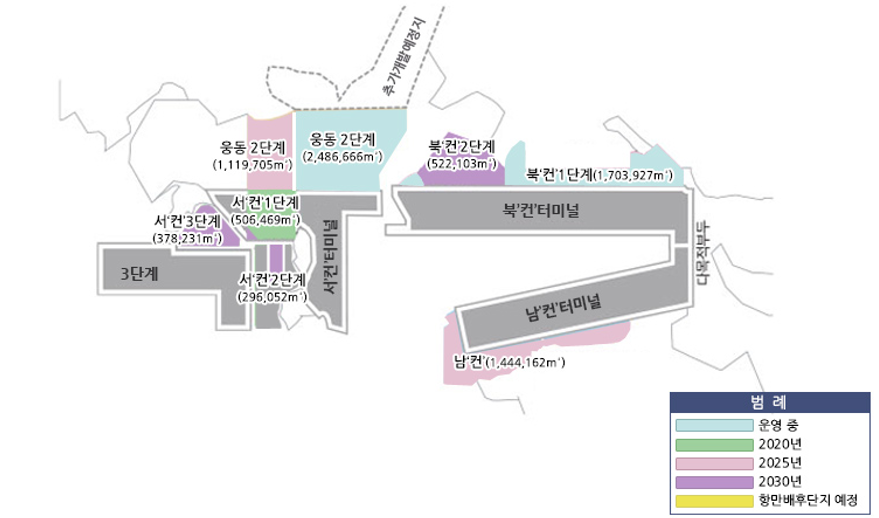 추가개발예정지
웅동 2단계
(1,119,705㎡)
웅동 2단계
(2,486,666㎡)
북'컨'2단계
(522,103㎡)
북'컨'1단계(1,703,927㎡)
서'컨'1단계
(506,469㎡)
서'컨'3단계
(378,231㎡)
북'컨'터미널
다목적부두
서'컨'터미널
3단계
서'컨'2단계
(296,052㎡)
남'컨'터미널
남'컨'(1,444,162㎡)
범 례
운영 중
2020년
2025년
2030년
항만배후단지 예정